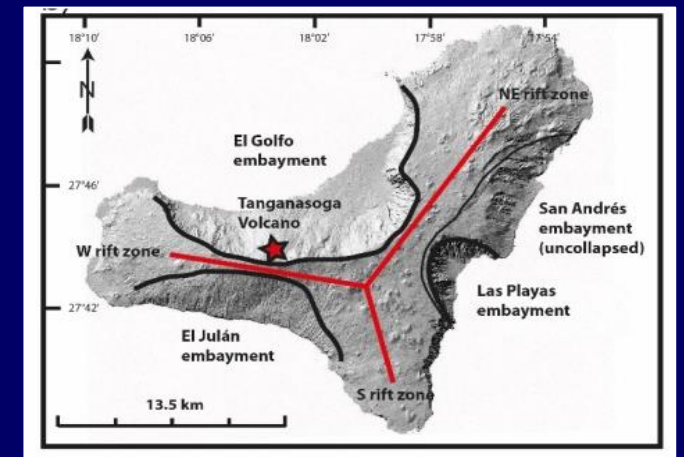 18°10'
18°06'
18°02'
17°58'
17°54'
N
NE rift zone
El Golfo
embayment
27°46'
Tanganasoga
Volcano
San Andrés
embayment
(uncollapsed)
W rift zone
Las Playas
embayment
27°42'
El Julán
embayment
S rift zone
13.5 km